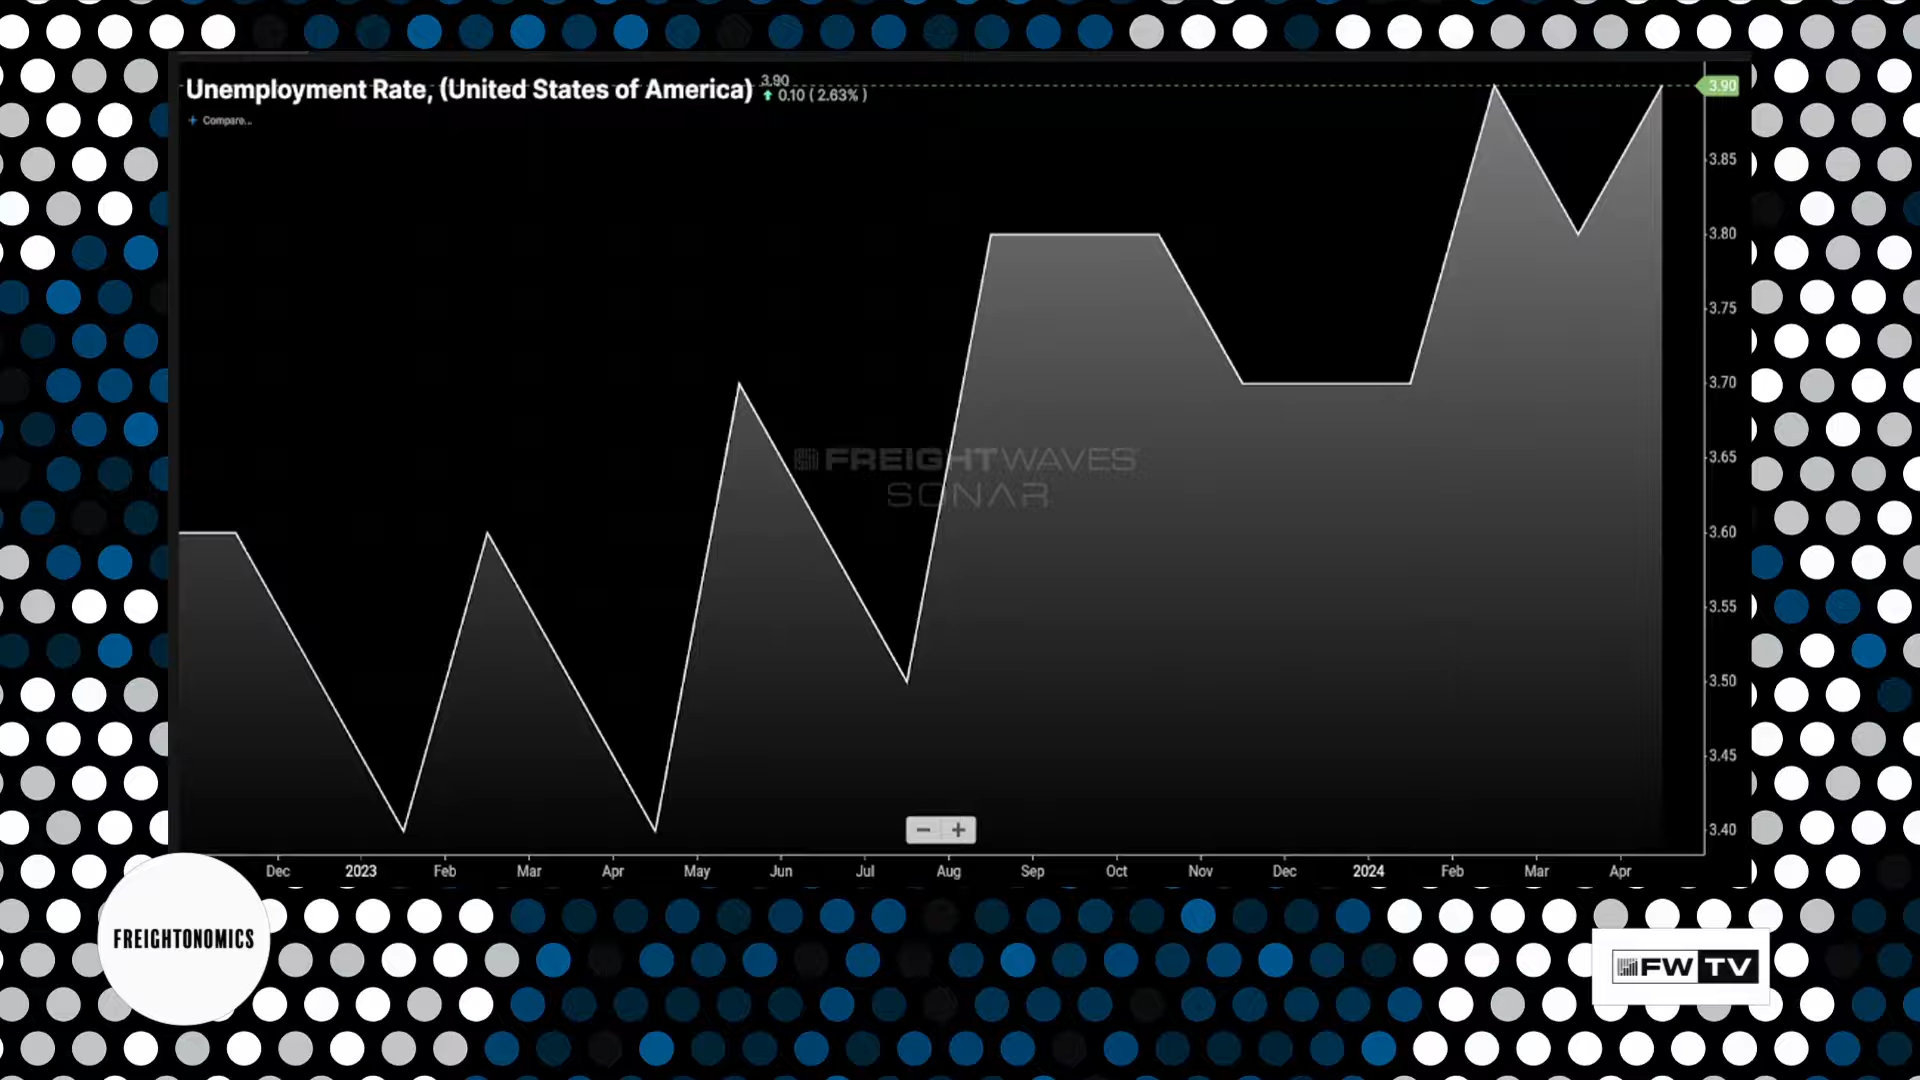 Unemployment Rate, (United States of America) 3.90
0.10 ( 2.63% )
+ Compare...
3.90
3.85
3.80
3.75
3.70
3.65
3.60
3.55
3.50
3.45
3.40
FREIGHTWAVES
SONAR
− +
Dec 2023 Feb Mar Apr May Jun Jul Aug Sep Oct Nov Dec 2024 Feb Mar Apr
FREIGHTONOMICS
FW TV